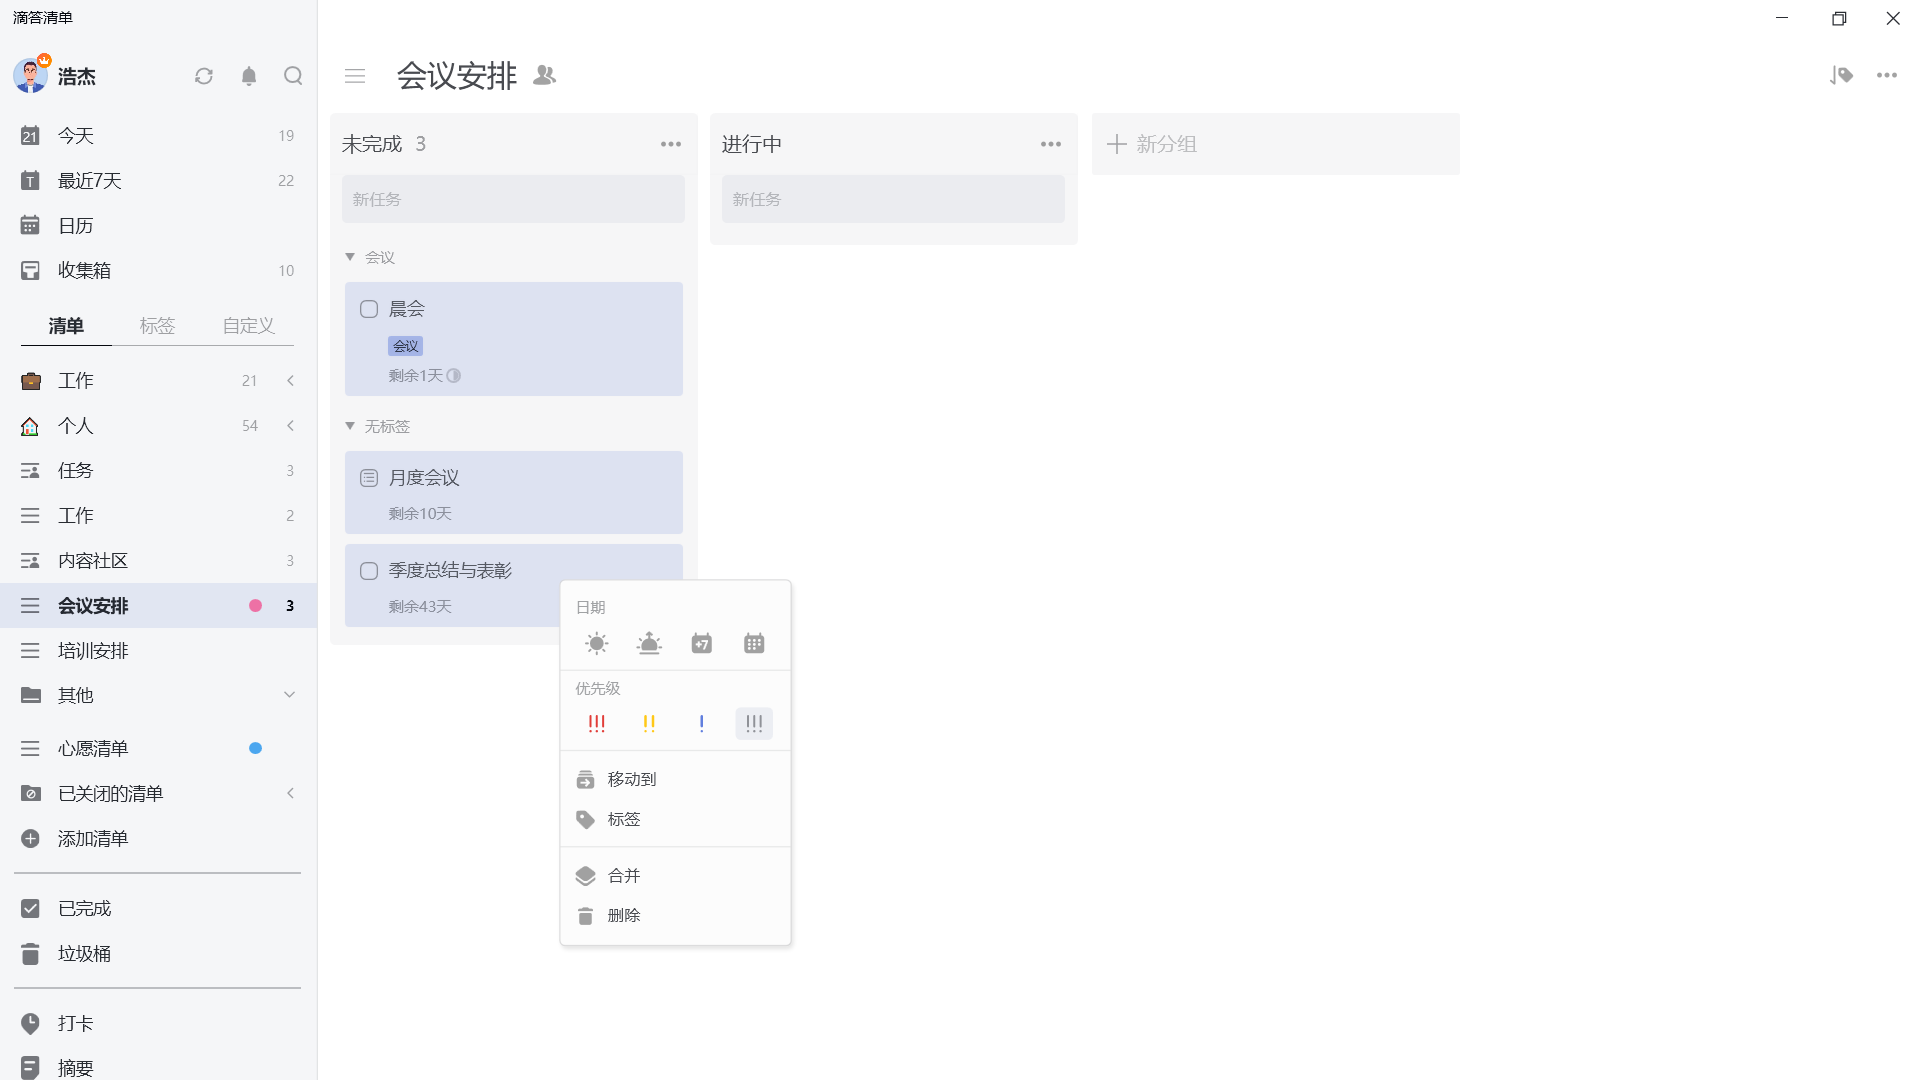 滴答清单
浩杰
今天 19
最近7天 22
日历
收集箱 10
清单 标签 自定义
工作 21
个人 54
任务 3
工作 2
内容社区 3
会议安排 3
培训安排
其他
心愿清单
已关闭的清单
添加清单
已完成
垃圾桶
打卡
摘要
会议安排
未完成 3
新任务
会议
晨会
会议
剩余1天
无标签
月度会议
剩余10天
季度总结与表彰
剩余43天
进行中
新任务
新分组
日期
+7
优先级
移动到
标签
合并
删除